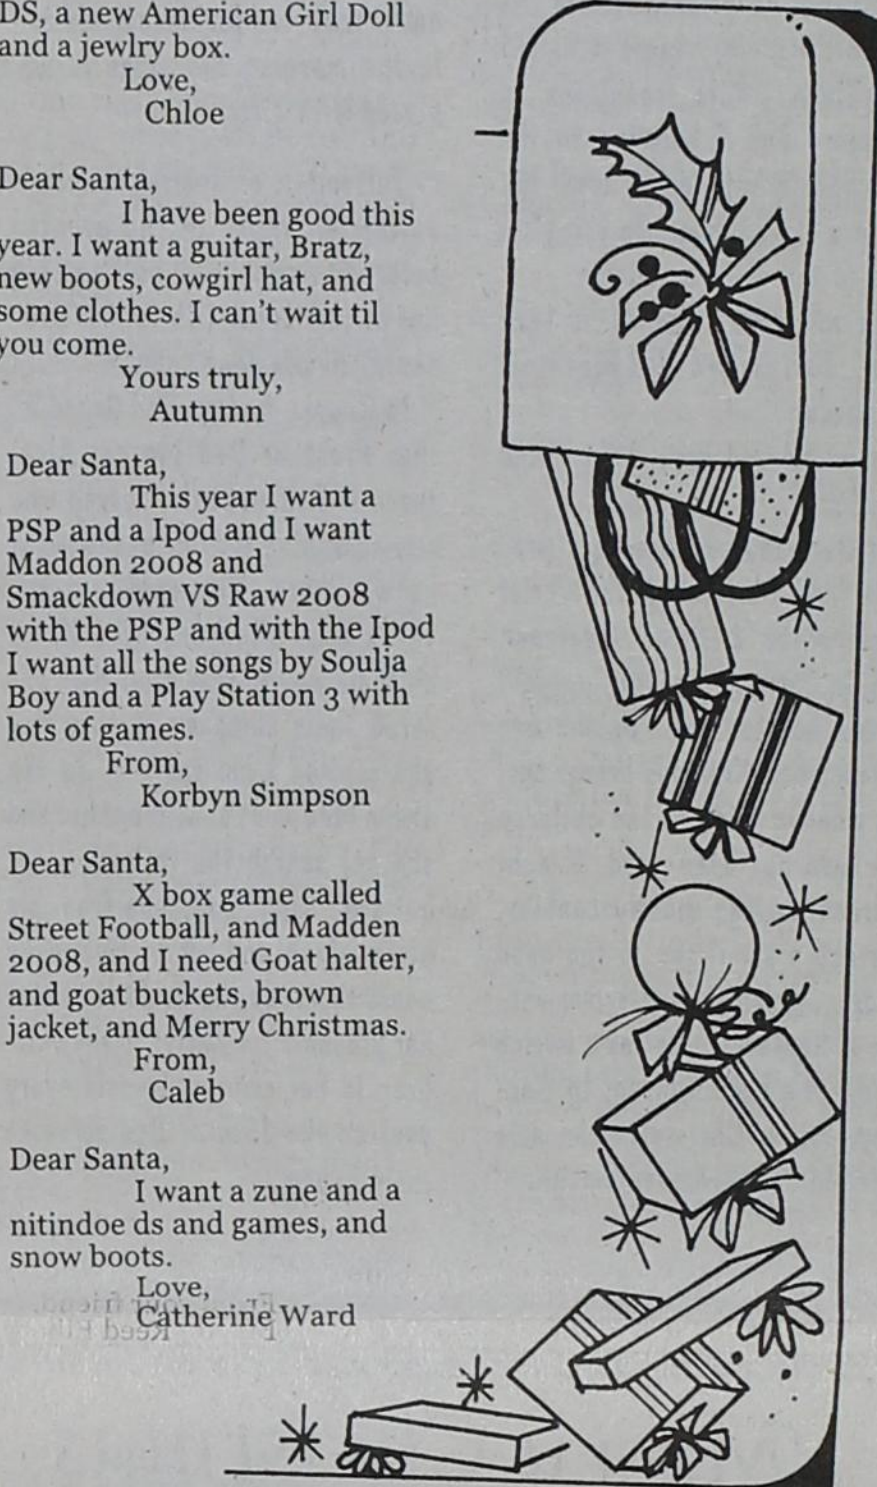 DS, a new American Girl Doll
and a jewlry box.
Love,
Chloe
Dear Santa,
I have been good this
year. I want a guitar, Bratz,
new boots, cowgirl hat, and
some clothes. I can't wait til
you come.
Yours truly,
Autumn
Dear Santa,
This year I want a
PSP and a Ipod and I want
Maddon 2008 and
Smackdown VS Raw 2008
with the PSP and with the Ipod
I want all the songs by Soulja
Boy and a Play Station 3 with
lots of games.
From,
Korbyn Simpson
Dear Santa,
X box game called
Street Football, and Madden
2008, and I need Goat halter,
and goat buckets, brown
jacket, and Merry Christmas.
From,
Caleb
Dear Santa,
I want a zune and a
nitindoe ds and games, and
snow boots.
Love,
Catherine Ward